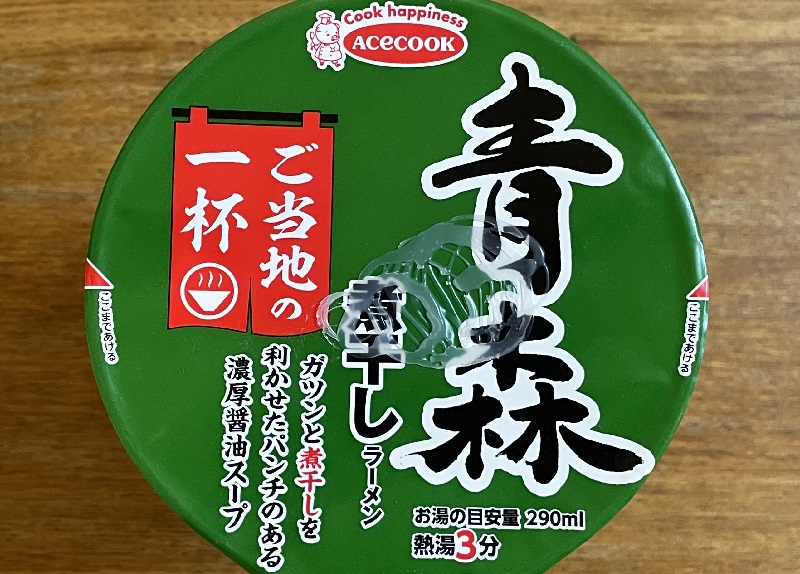 Cook happiness
ACECOOK
青森
煮干し
ラーメン
ご当地の
一杯
ガツンと煮干しを
利かせたパンチのある
濃厚醤油スープ
ここまであける
ここまであける
お湯の目安量 290ml
熱湯3分